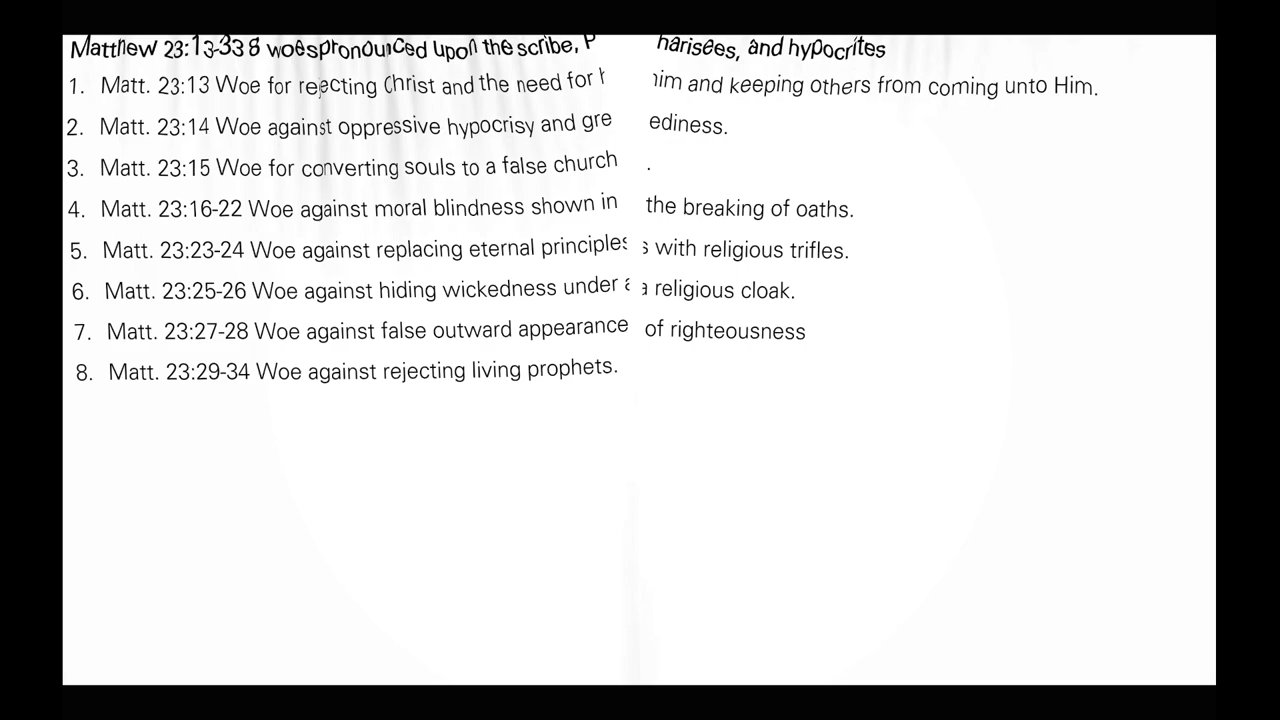 Matthew 23:13-33 8 woes pronounced upon the scribe, Pharisees, and hypocrites
1. Matt. 23:13 Woe for rejecting Christ and the need for him and keeping others from coming unto Him.
2. Matt. 23:14 Woe against oppressive hypocrisy and greediness.
3. Matt. 23:15 Woe for converting souls to a false church.
4. Matt. 23:16-22 Woe against moral blindness shown in the breaking of oaths.
5. Matt. 23:23-24 Woe against replacing eternal principles with religious trifles.
6. Matt. 23:25-26 Woe against hiding wickedness under a religious cloak.
7. Matt. 23:27-28 Woe against false outward appearance of righteousness
8. Matt. 23:29-34 Woe against rejecting living prophets.